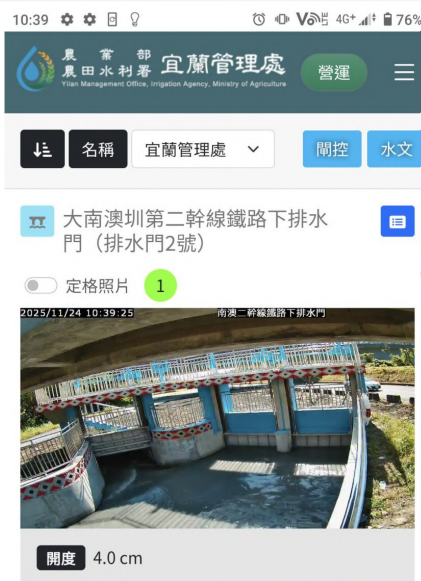 10:39 4G+ 76%
農業部
農田水利署 宜蘭管理處 營運
Yilan Management Office, Irrigation Agency, Ministry of Agriculture
名稱 宜蘭管理處 閘控 水文
大南澳圳第二幹線鐵路下排水
門（排水門2號）
定格照片 1
2025/11/24 10:39:25 南澳二幹線鐵路下排水門
開度 4.0 cm